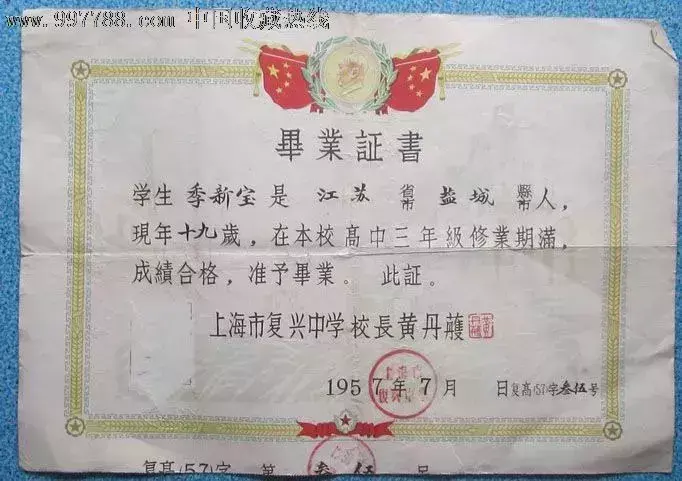 www.997788.com 中国收藏热线
畢業証書
学生 季新宝 是 江苏 省市 盐城 縣市 人，
現年十九歲，在本校高中三年級修業期滿，
成績合格，准予畢業。 此証。
上海市复兴中学校長黄丹艧
1957年7月 日复高(57)字叁伍号
复高(57)字 第 叁 伍 号